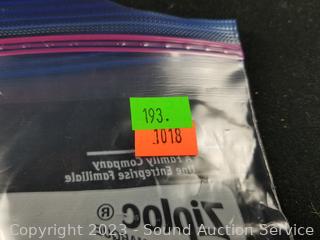 193.
1018
A Family Company
Une Entreprise Familiale
Ziploc®
Copyright © 2023 - Sound Auction Service